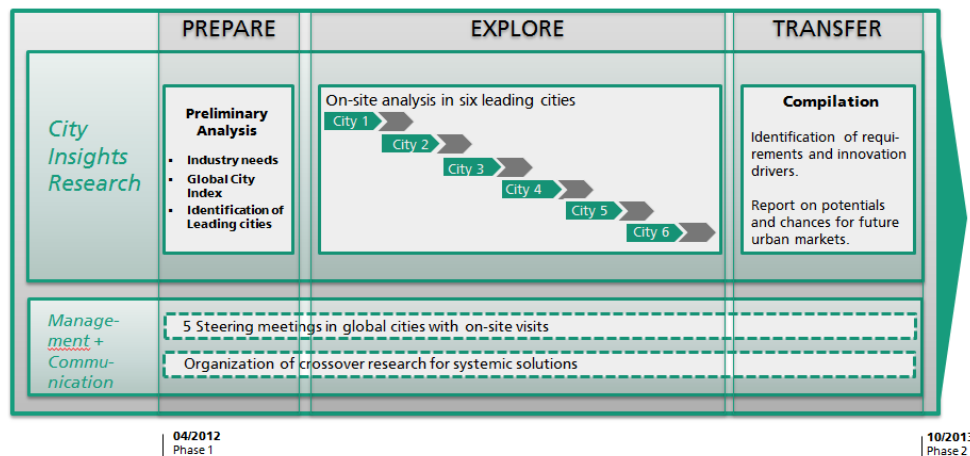 PREPARE
EXPLORE
TRANSFER
City
Insights
Research
Preliminary
Analysis
▪ Industry needs
▪ Global City
Index
▪ Identification of
Leading cities
On-site analysis in six leading cities
City 1
City 2
City 3
City 4
City 5
City 6
Compilation
Identification of requi-
rements and innovation
drivers.
Report on potentials
and chances for future
urban markets.
Manage-
ment +
Commu-
nication
5 Steering meetings in global cities with on-site visits
Organization of crossover research for systemic solutions
04/2012
Phase 1
10/2013
Phase 2